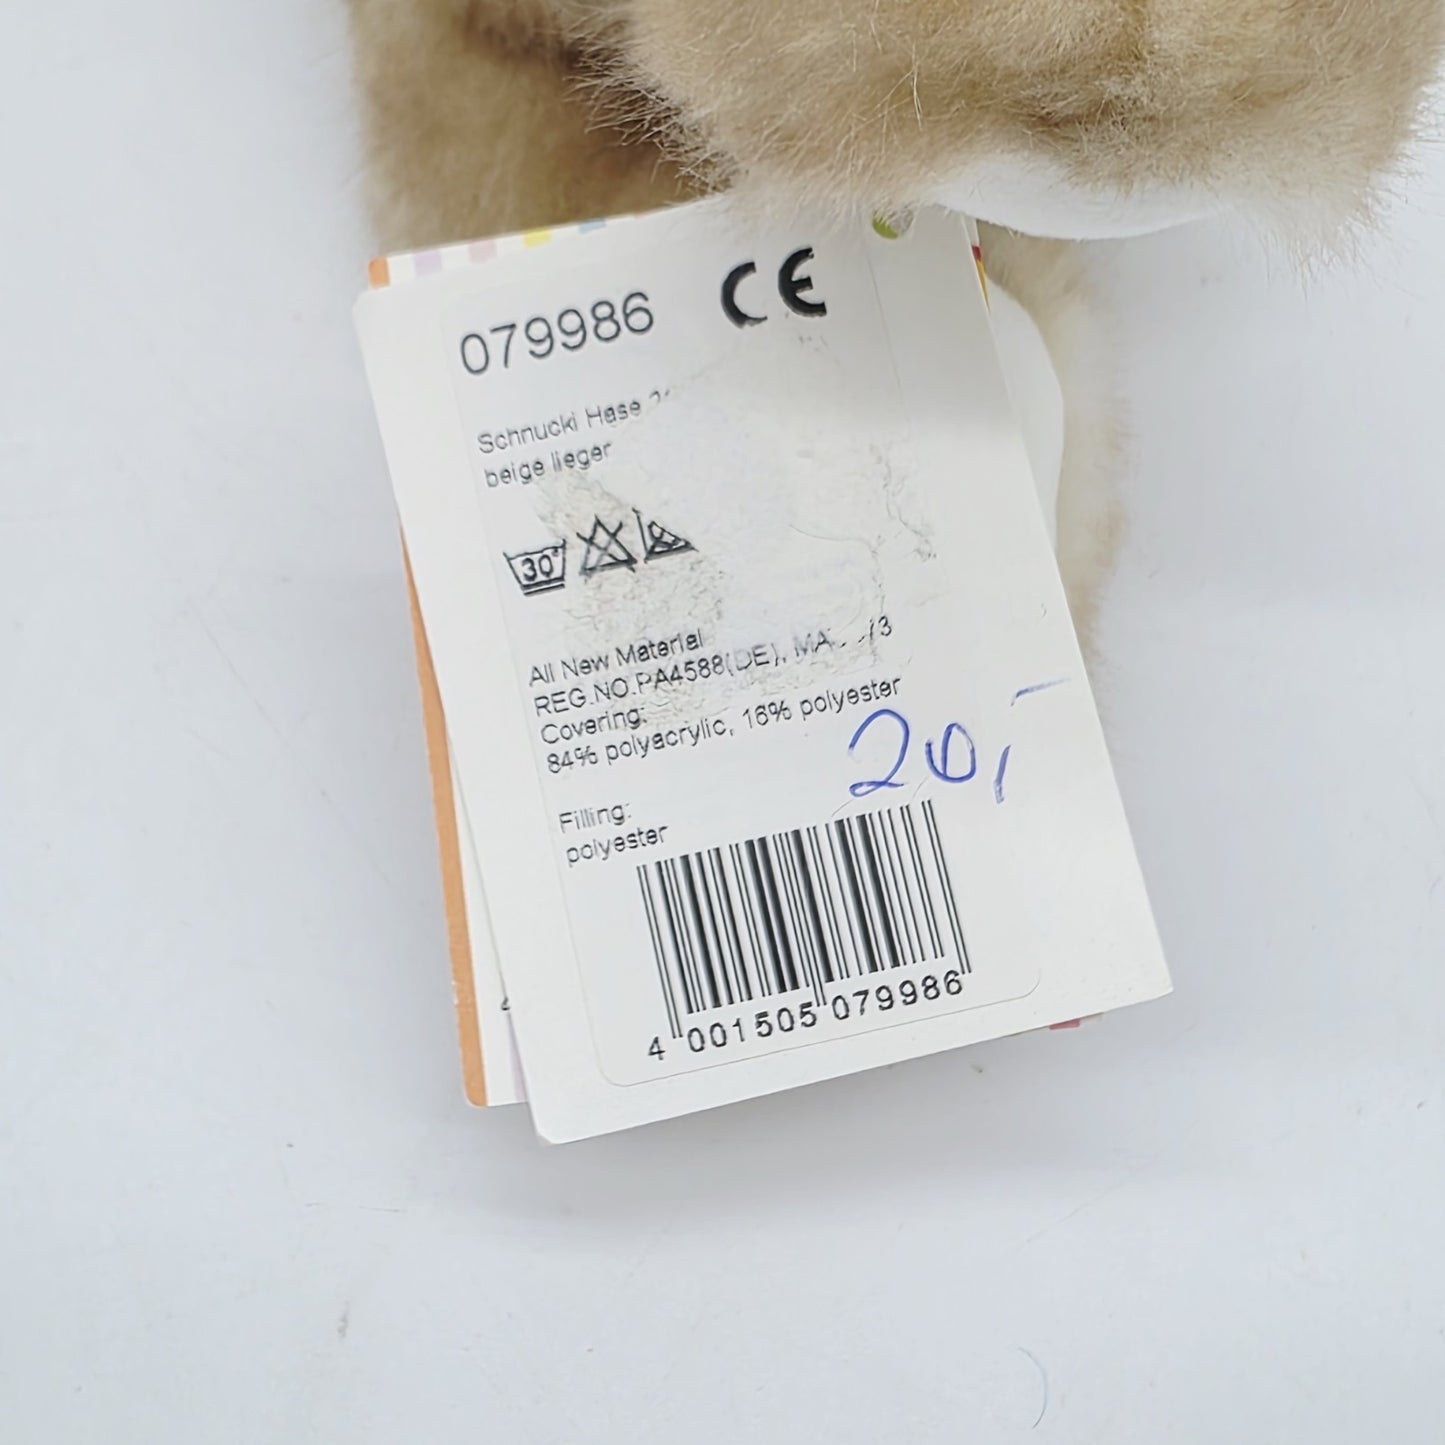 079986 CE
Schnucki Hase
beige lieger
30°
All New Material
REG.NO.PA4588(DE),
Covering:
84% polyacrylic, 16% polyester
20,-
Filling:
polyester
4 001505 079986